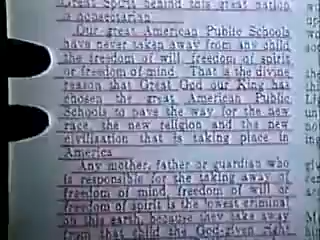 Great Spirit behind this great nation
is nonsectarian.
Our great American Public Schools
have never taken away from any child
the freedom of will, freedom of spirit
or freedom of mind. That is the divine
reason that Great God our King has
chosen the great American Public
Schools to pave the way for the new
race, the new religion and the new
civilization that is taking place in
America.
Any mother, father or guardian who
is responsible for the taking away of
freedom of mind, freedom of will or
freedom of spirit is the lowest criminal
on this earth, because they take away
from that child the God-given right